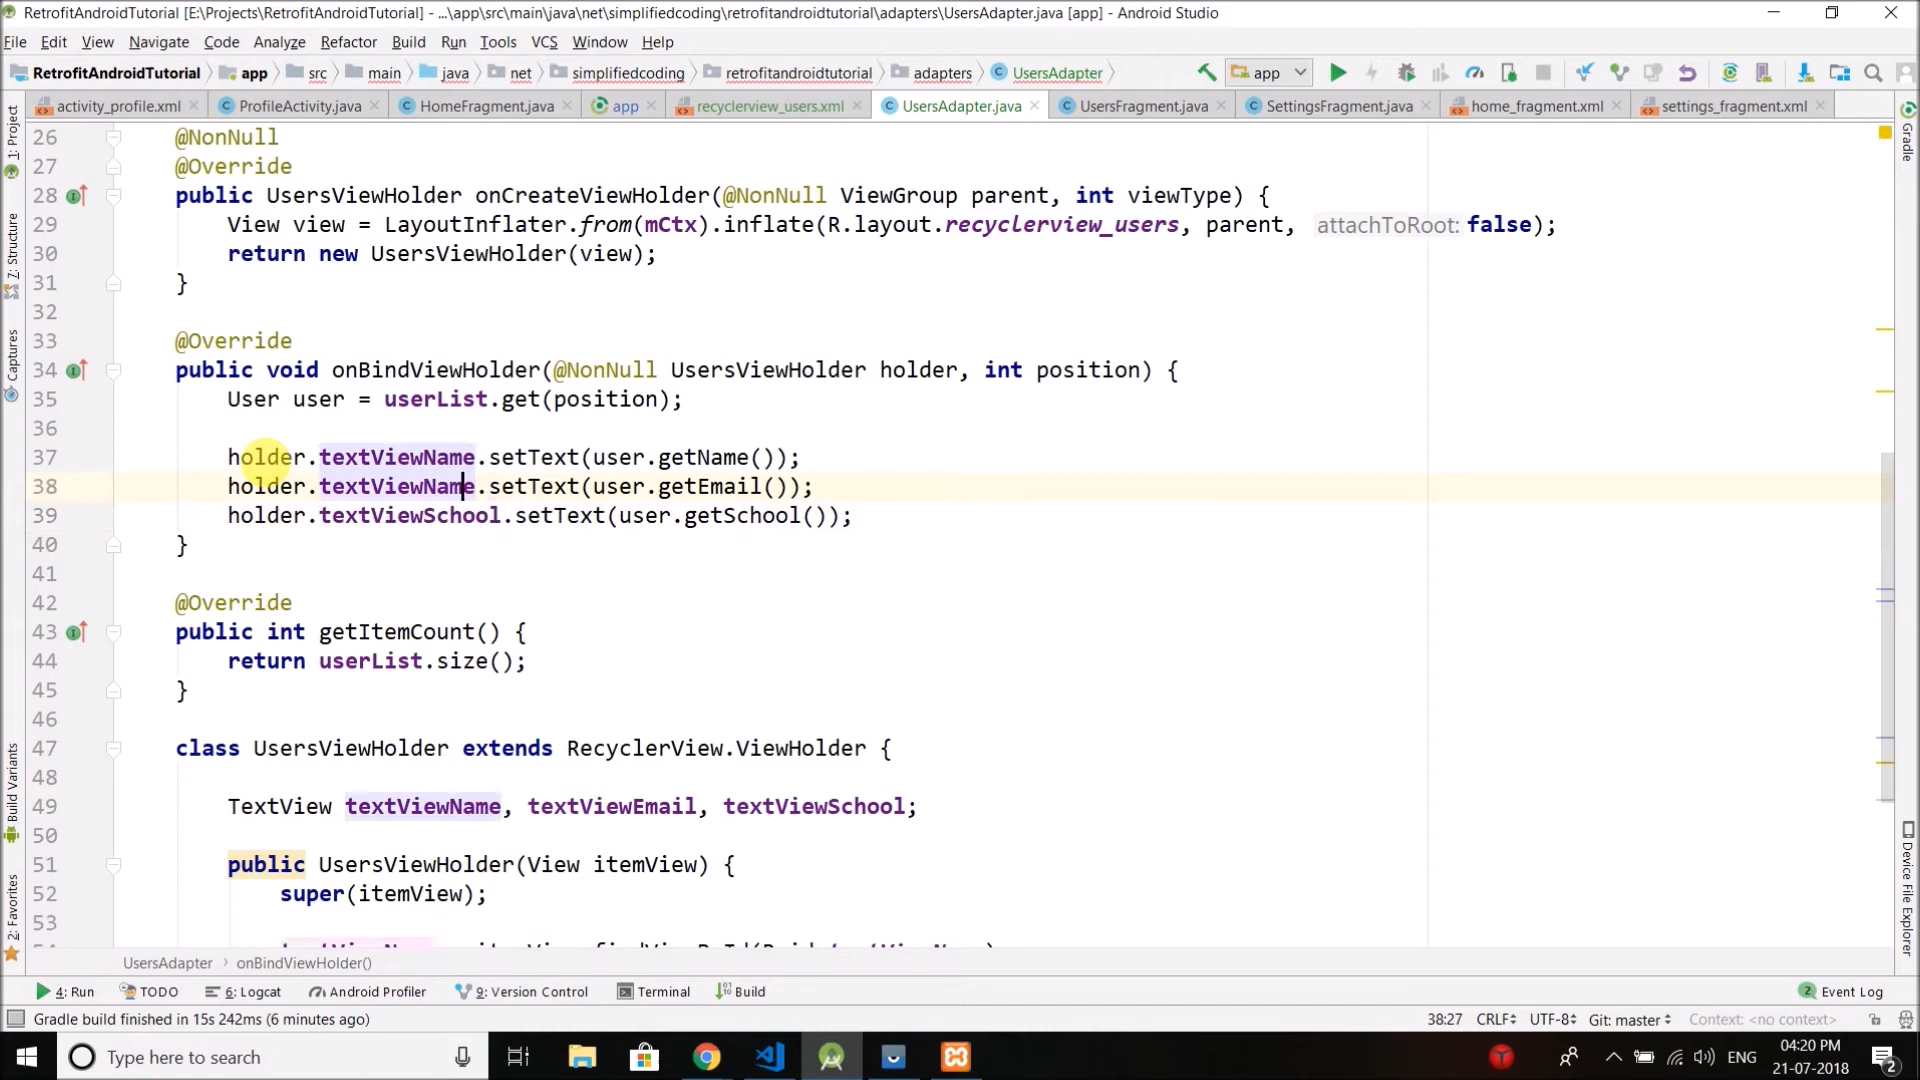 RetrofitAndroidTutorial [E:\Projects\RetrofitAndroidTutorial] - ...\app\src\main\java\net\simplifiedcoding\retrofitandroidtutorial\adapters\UsersAdapter.java [app] - Android Studio
File Edit View Navigate Code Analyze Refactor Build Run Tools VCS Window Help
RetrofitAndroidTutorial app src main java net simplifiedcoding retrofitandroidtutorial adapters UsersAdapter app
activity_profile.xml ProfileActivity.java HomeFragment.java app recyclerview_users.xml UsersAdapter.java UsersFragment.java SettingsFragment.java home_fragment.xml settings_fragment.xml
1: Project
7: Structure
Captures
Build Variants
2: Favorites
Gradle
Device File Explorer
26 @NonNull
27 @Override
28 public UsersViewHolder onCreateViewHolder(@NonNull ViewGroup parent, int viewType) {
29 View view = LayoutInflater.from(mCtx).inflate(R.layout.recyclerview_users, parent, attachToRoot: false);
30 return new UsersViewHolder(view);
31 }
32
33 @Override
34 public void onBindViewHolder(@NonNull UsersViewHolder holder, int position) {
35 User user = userList.get(position);
36
37 holder.textViewName.setText(user.getName());
38 holder.textViewName.setText(user.getEmail());
39 holder.textViewSchool.setText(user.getSchool());
40 }
41
42 @Override
43 public int getItemCount() {
44 return userList.size();
45 }
46
47 class UsersViewHolder extends RecyclerView.ViewHolder {
48
49 TextView textViewName, textViewEmail, textViewSchool;
50
51 public UsersViewHolder(View itemView) {
52 super(itemView);
53
UsersAdapter › onBindViewHolder()
4: Run TODO 6: Logcat Android Profiler 9: Version Control Terminal Build 2 Event Log
Gradle build finished in 15s 242ms (6 minutes ago) 38:27 CRLF UTF-8 Git: master Context: <no context>
Type here to search ENG 04:20 PM
21-07-2018 2